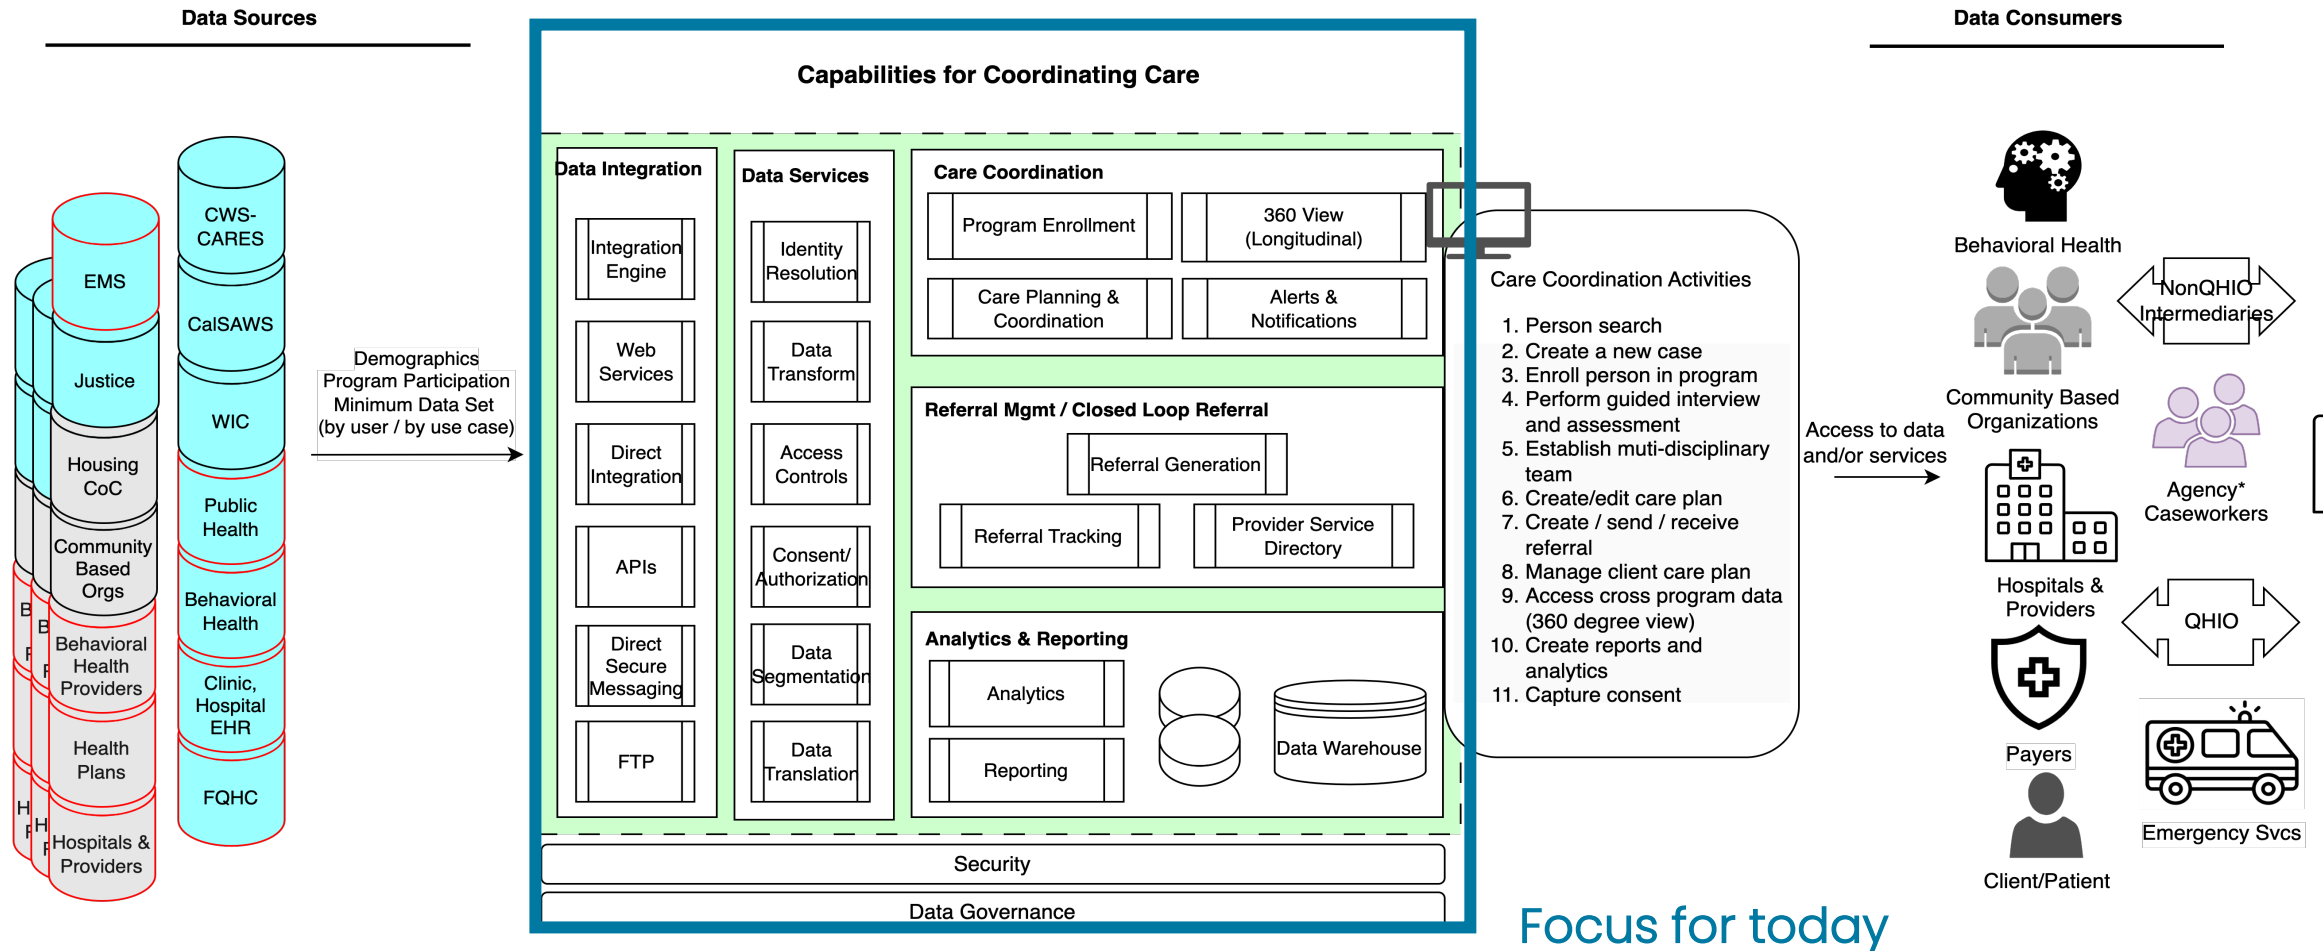 Data Sources
EMS
Justice
Housing
CoC
Community
Based
Orgs
Behavioral
Health
Providers
Health
Plans
Hospitals &
Providers
B
B
F
F
H
H
F
F
CWS-
CARES
CalSAWS
WIC
Public
Health
Behavioral
Health
Clinic,
Hospital
EHR
FQHC
Demographics
Program Participation
Minimum Data Set
(by user / by use case)
Capabilities for Coordinating Care
Data Integration
Integration
Engine
Web
Services
Direct
Integration
APIs
Direct
Secure
Messaging
FTP
Data Services
Identity
Resolution
Data
Transform
Access
Controls
Consent/
Authorization
Data
Segmentation
Data
Translation
Care Coordination
Program Enrollment
360 View
(Longitudinal)
Care Planning &
Coordination
Alerts &
Notifications
Referral Mgmt / Closed Loop Referral
Referral Generation
Referral Tracking
Provider Service
Directory
Analytics & Reporting
Analytics
Reporting
Data Warehouse
Security
Data Governance
Care Coordination Activities
1. Person search
2. Create a new case
3. Enroll person in program
4. Perform guided interview
and assessment
5. Establish muti-disciplinary
team
6. Create/edit care plan
7. Create / send / receive
referral
8. Manage client care plan
9. Access cross program data
(360 degree view)
10. Create reports and
analytics
11. Capture consent
Focus for today
Access to data
and/or services
Data Consumers
Behavioral Health
Community Based
Organizations
Hospitals &
Providers
Payers
Client/Patient
NonQHIO
Intermediaries
Agency*
Caseworkers
QHIO
Emergency Svcs